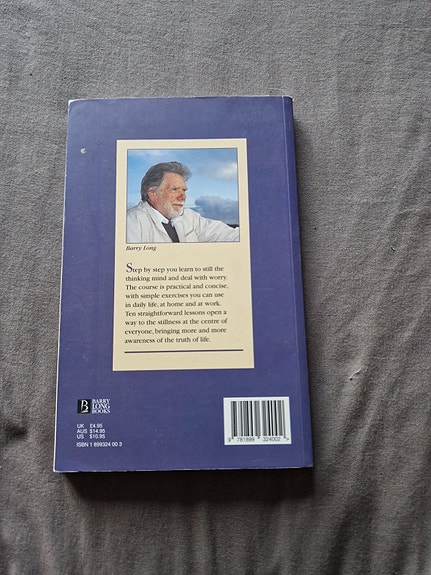 Barry Long
Step by step you learn to still the
thinking mind and deal with worry.
The course is practical and concise,
with simple exercises you can use
in daily life, at home and at work.
Ten straightforward lessons open a
way to the stillness at the centre of
everyone, bringing more and more
awareness of the truth of life.
B
BARRY
LONG
BOOKS
UK £4.95
AUS $14.95
US $10.95
ISBN 1 899324 00 3
9 781899 324002 >